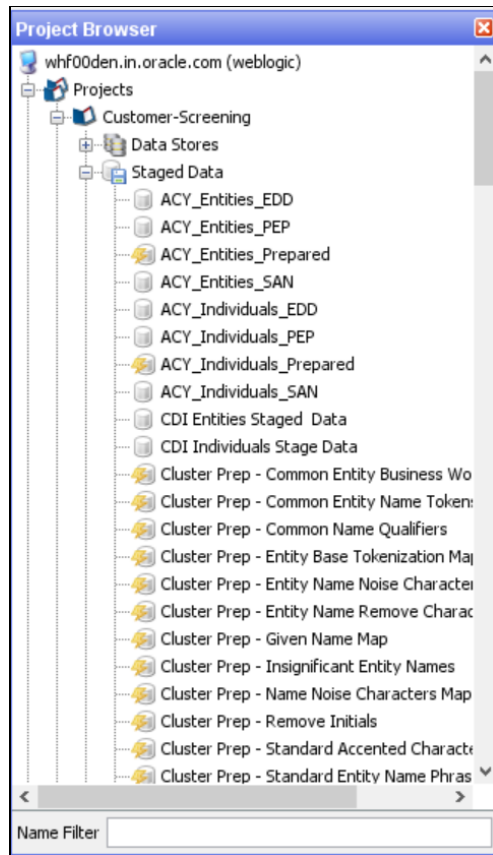 Project Browser
whf00den.in.oracle.com (weblogic)
Projects
Customer-Screening
Data Stores
Staged Data
ACY_Entities_EDD
ACY_Entities_PEP
ACY_Entities_Prepared
ACY_Entities_SAN
ACY_Individuals_EDD
ACY_Individuals_PEP
ACY_Individuals_Prepared
ACY_Individuals_SAN
CDI Entities Staged  Data
CDI Individuals Stage Data
Cluster Prep - Common Entity Business Wo
Cluster Prep - Common Entity Name Token
Cluster Prep - Common Name Qualifiers
Cluster Prep - Entity Base Tokenization Ma
Cluster Prep - Entity Name Noise Character
Cluster Prep - Entity Name Remove Charac
Cluster Prep - Given Name Map
Cluster Prep - Insignificant Entity Names
Cluster Prep - Name Noise Characters Map
Cluster Prep - Remove Initials
Cluster Prep - Standard Accented Characte
Cluster Prep - Standard Entity Name Phras
Name Filter